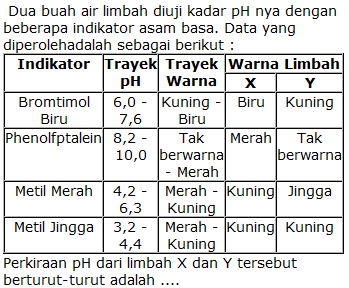 Dua buah air limbah diuji kadar pH nya dengan
beberapa indikator asam basa. Data yang
diperolehadalah sebagai berikut :
Indikator Trayek pH Trayek Warna Warna Limbah
X Y
Bromtimol Biru 6,0 - 7,6 Kuning - Biru Biru Kuning
Phenolfptalein 8,2 - 10,0 Tak berwarna - Merah Merah Tak berwarna
Metil Merah 4,2 - 6,3 Merah - Kuning Kuning Jingga
Metil Jingga 3,2 - 4,4 Merah - Kuning Kuning Kuning
Perkiraan pH dari limbah X dan Y tersebut
berturut-turut adalah ....